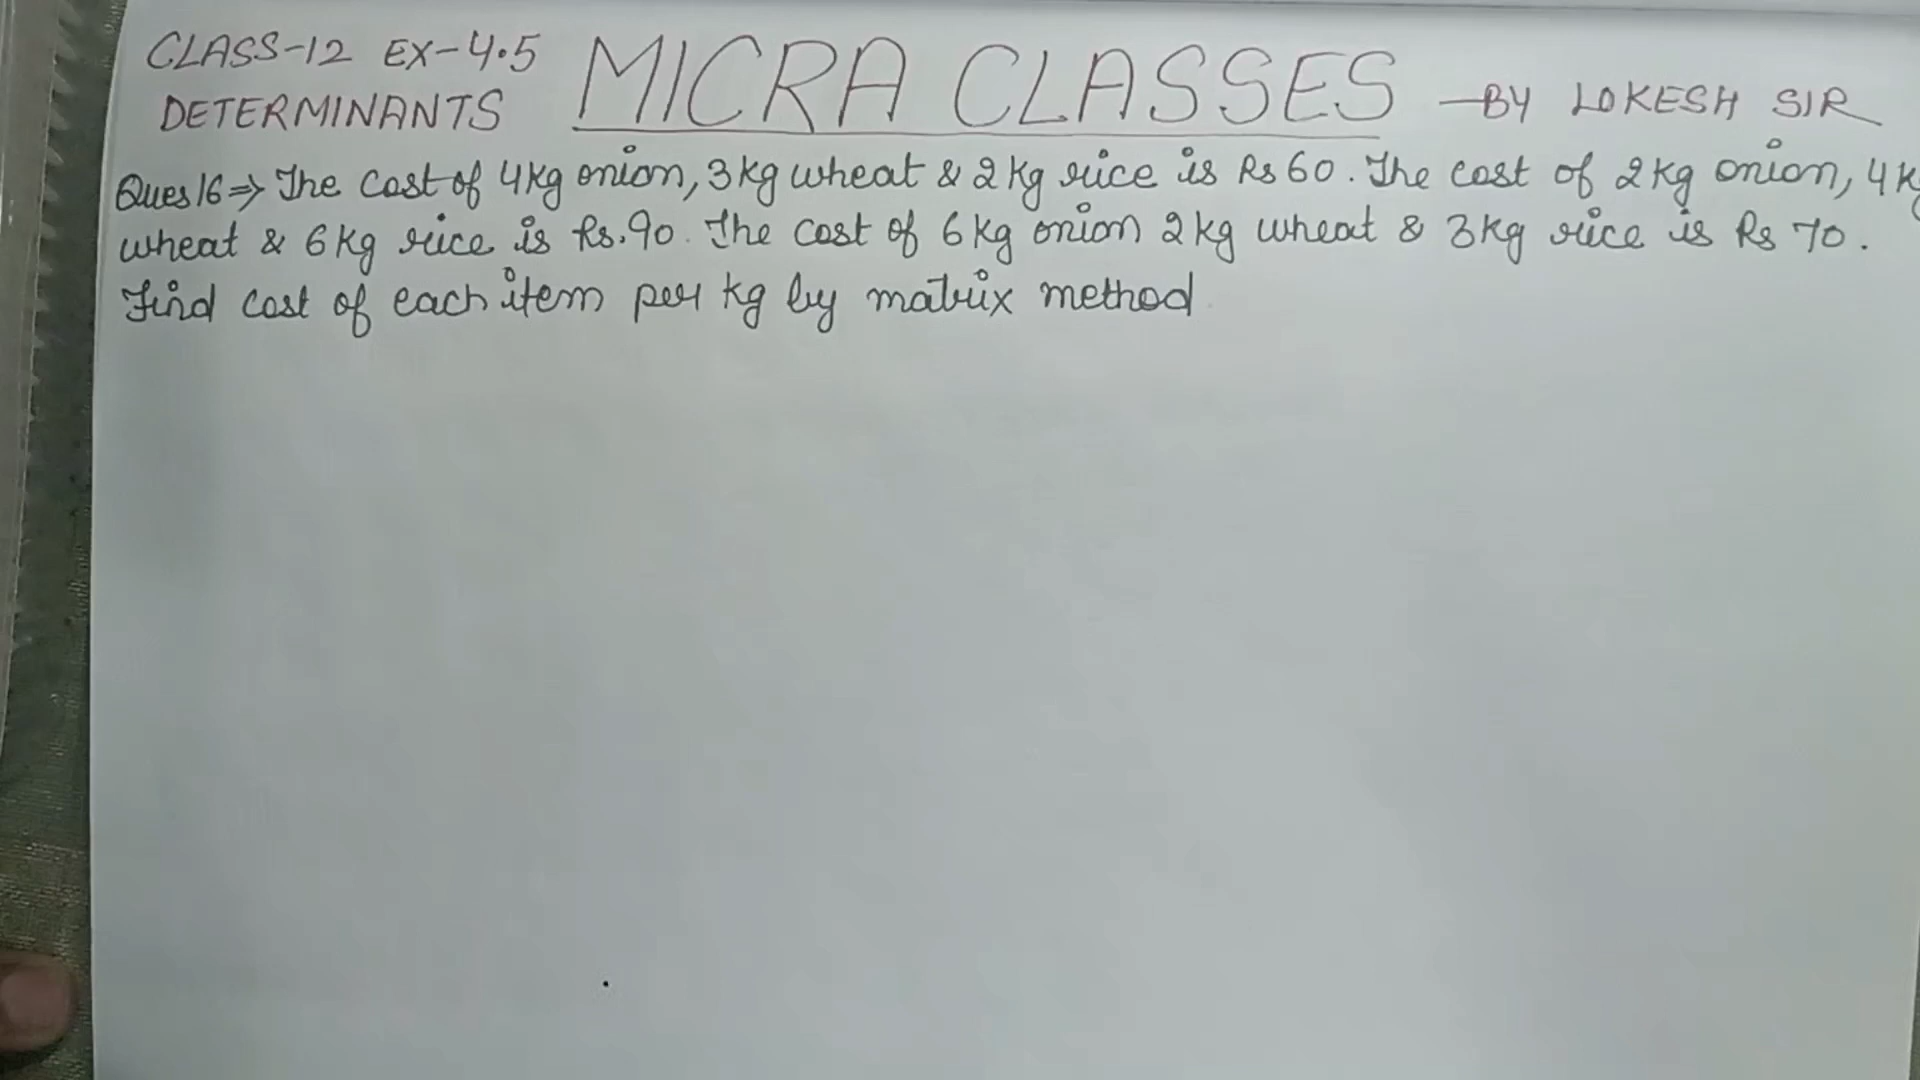 CLASS-12 EX-4.5 MICRA CLASSES -BY LOKESH SIR
DETERMINANTS
Ques 16⇒ The cost of 4kg onion, 3kg wheat & 2kg rice is Rs 60. The cost of 2kg onion, 4k
wheat & 6kg rice is Rs.90. The cost of 6kg onion 2kg wheat & 3kg rice is Rs 70.
Find cost of each item per kg by matrix method